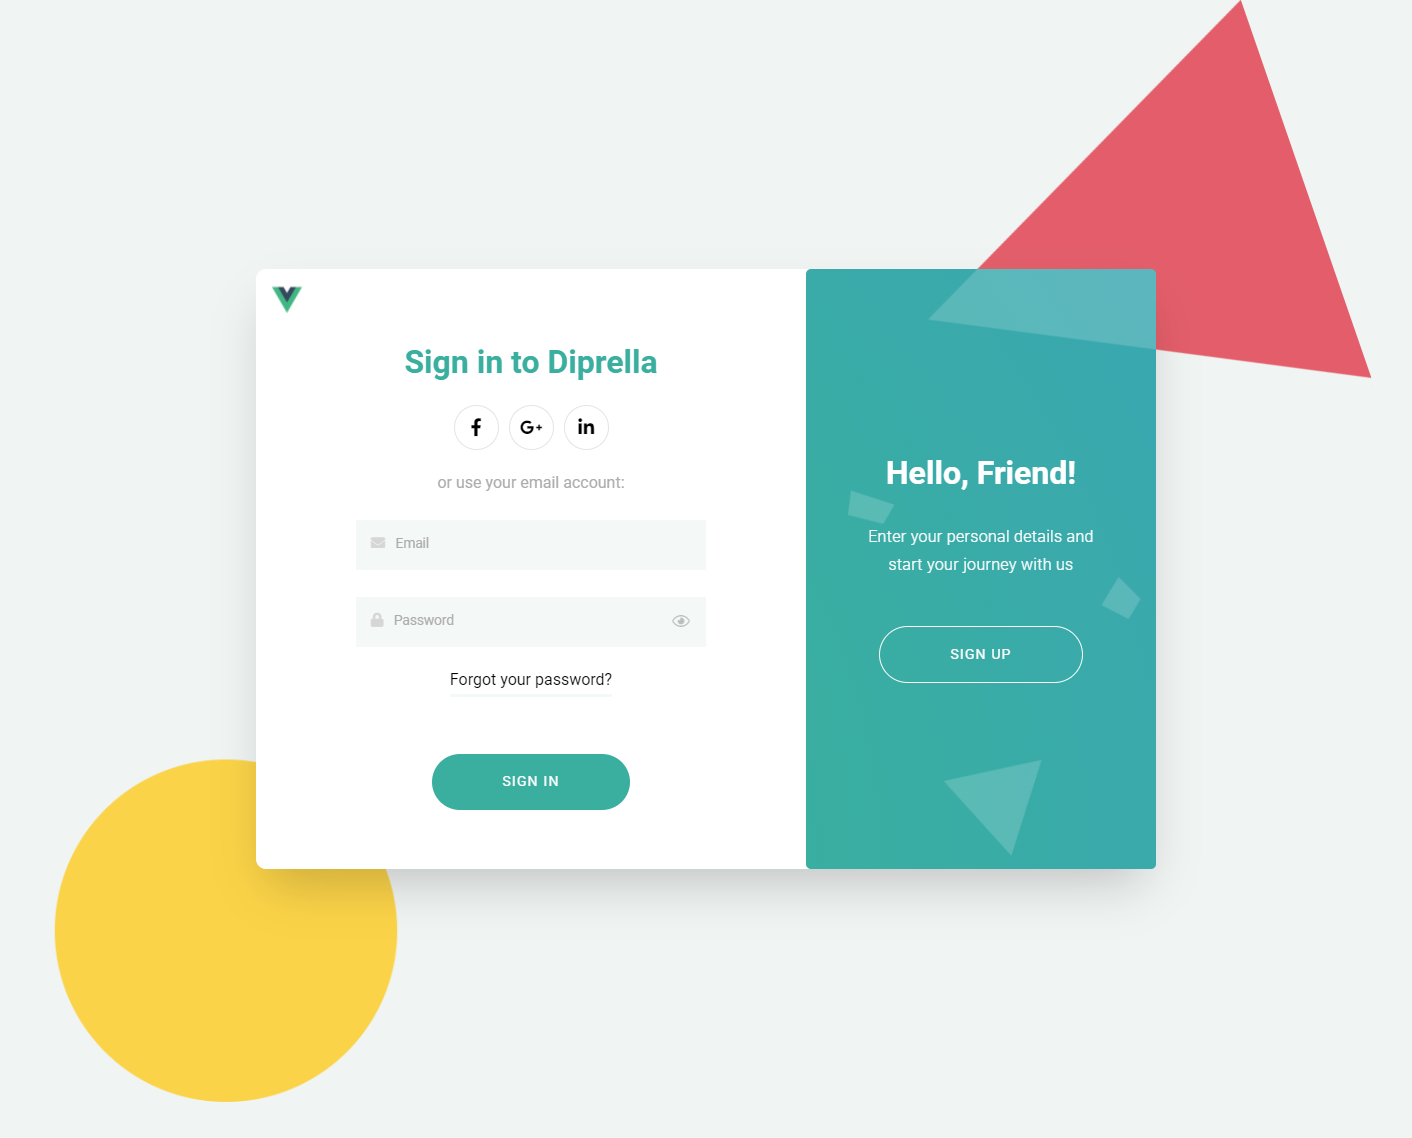 Sign in to Diprella
f
G+
in
or use your email account:
Email
Password
Forgot your password?
SIGN IN
Hello, Friend!
Enter your personal details and
start your journey with us
SIGN UP